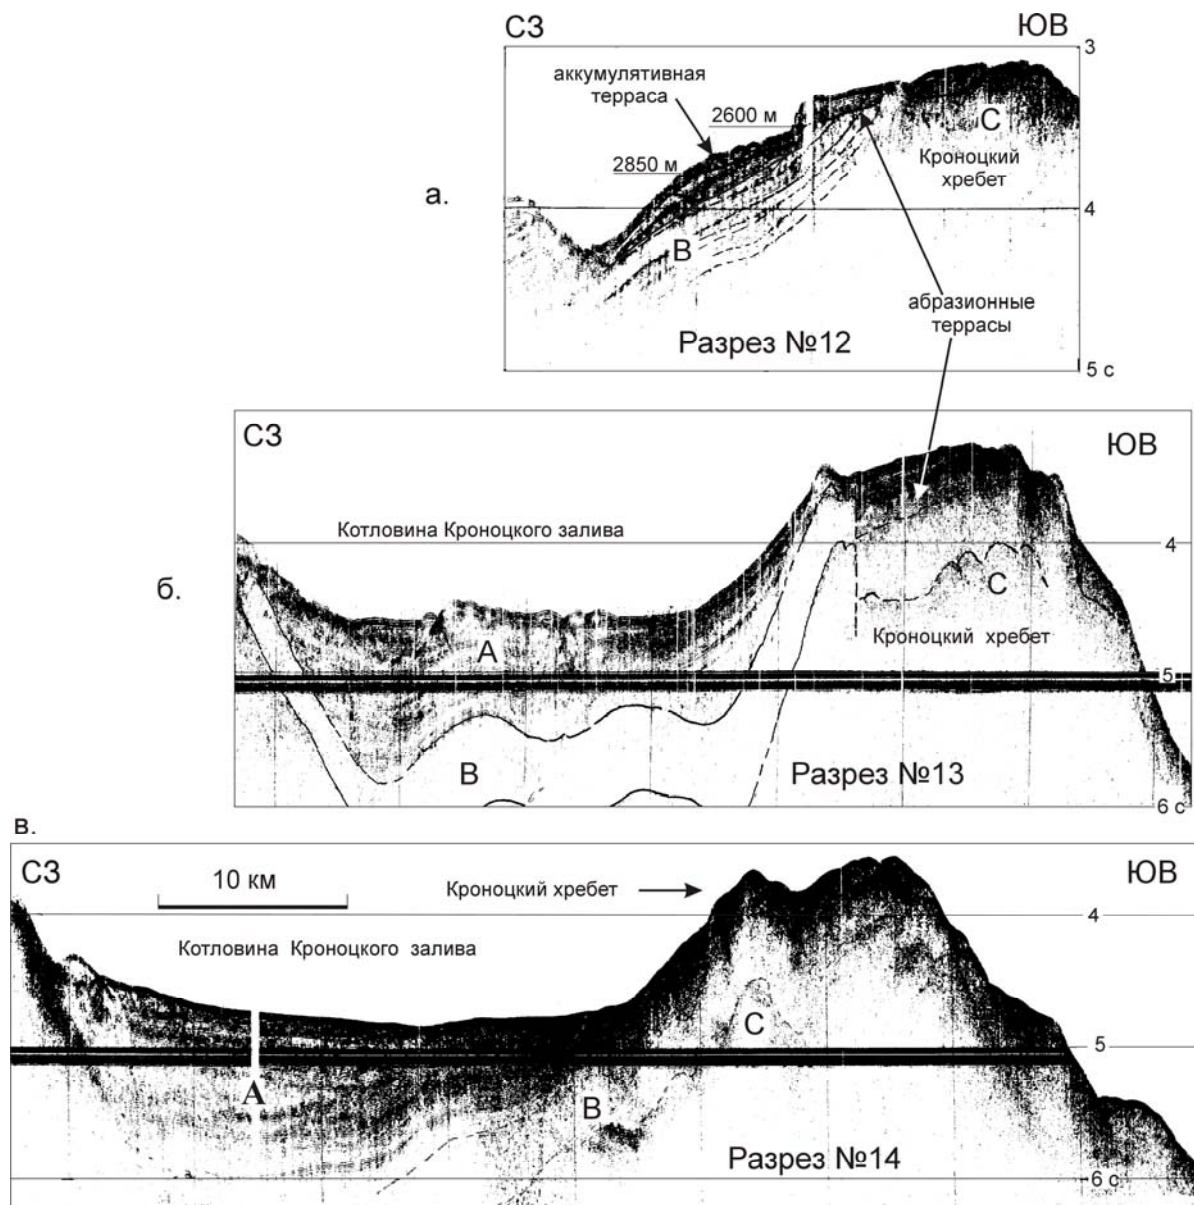 СЗ
ЮВ
3
аккумулятивная
терраса
2600 м
С
Кроноцкий
хребет
2850 м
а.
4
В
абразионные
террасы
Разрез №12
5 с
СЗ
ЮВ
Котловина Кроноцкого залива
4
б.
С
Кроноцкий хребет
А
5
В
Разрез №13
6 с
в.
СЗ
ЮВ
10 км
Кроноцкий хребет
4
Котловина Кроноцкого залива
С
5
А
В
Разрез №14
6 с